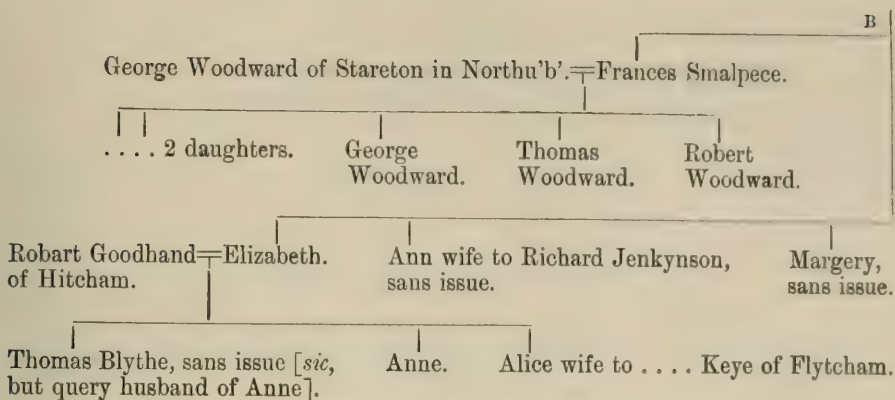 B
George Woodward of Stareton in Northu'b'.=Frances Smalpece.
. . . . 2 daughters. George Woodward. Thomas Woodward. Robert Woodward.
Robart Goodhand=Elizabeth. Ann wife to Richard Jenkynson, Margery,
of Hitcham. sans issue. sans issue.
Thomas Blythe, sans issue [sic, Anne. Alice wife to . . . . Keye of Flytcham.
but query husband of Anne].